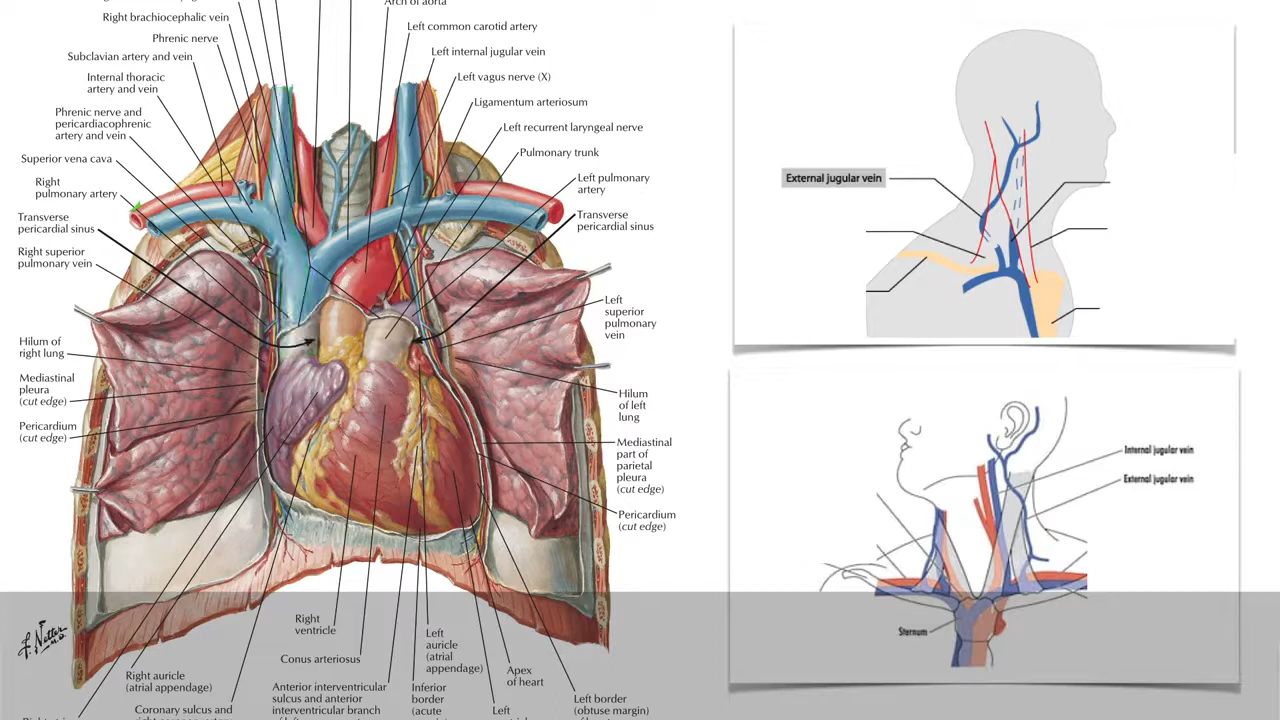 Arch of aorta
Right brachiocephalic vein
Left common carotid artery
Phrenic nerve
Left internal jugular vein
Subclavian artery and vein
Internal thoracic
artery and vein
Left vagus nerve (X)
Ligamentum arteriosum
Phrenic nerve and
pericardiacophrenic
artery and vein
Left recurrent laryngeal nerve
Superior vena cava
Pulmonary trunk
Right
pulmonary artery
Left pulmonary
artery
Transverse
pericardial sinus
Transverse
pericardial sinus
Right superior
pulmonary vein
Left
superior
pulmonary
vein
Hilum of
right lung
Mediastinal
pleura
(cut edge)
Hilum
of left
lung
Pericardium
(cut edge)
Mediastinal
part of
parietal
pleura
(cut edge)
Pericardium
(cut edge)
F. Netter
M.D.
Right
ventricle
Left
auricle
(atrial
appendage)
Conus arteriosus
Apex
of heart
Right auricle
(atrial appendage)
Anterior interventricular
sulcus and anterior
interventricular branch
Inferior
border
(acute
Left border
(obtuse margin)
Coronary sulcus and
Left
External jugular vein
Internal jugular vein
External jugular vein
Sternum